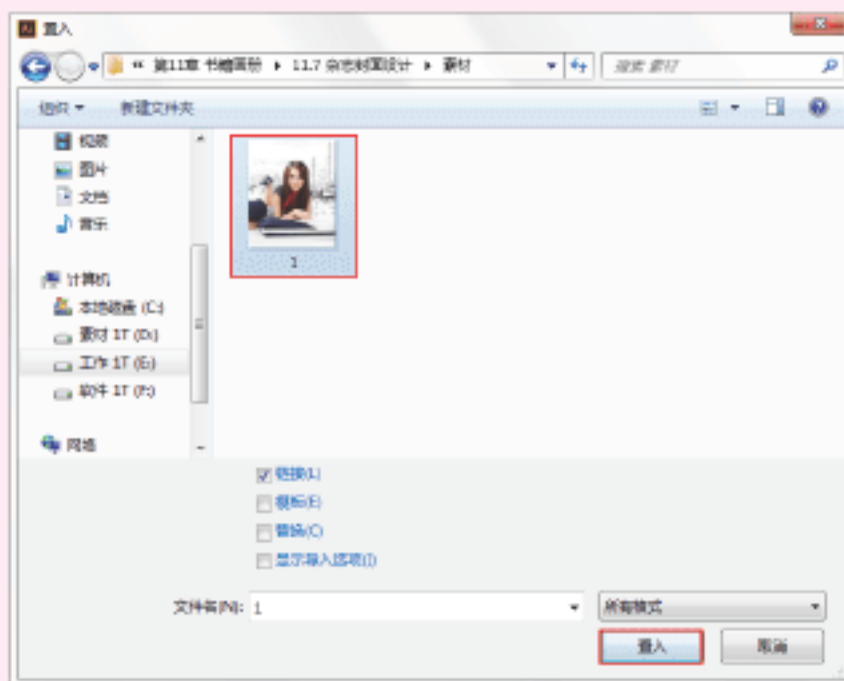 Ai 置入
« 第11章 书籍画册 ▸ 11.7 杂志封面设计 ▸ 素材
搜索 素材
组织 新建文件夹
视频
图片
文档
音乐
1
计算机
本地磁盘 (C:)
素材 1T (D:)
工作 1T (E:)
软件 1T (F:)
网络
链接(L)
模板(E)
替换(C)
显示导入选项(I)
文件名(N): 1
所有格式
置入 取消